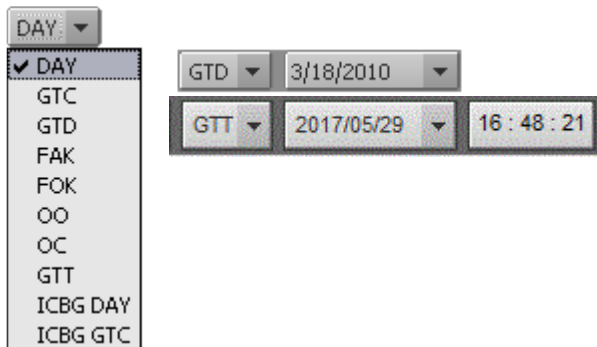 DAY
DAY
GTC
GTD
FAK
FOK
OO
OC
GTT
ICBG DAY
ICBG GTC
GTD 3/18/2010
GTT 2017/05/29 16 : 48 : 21